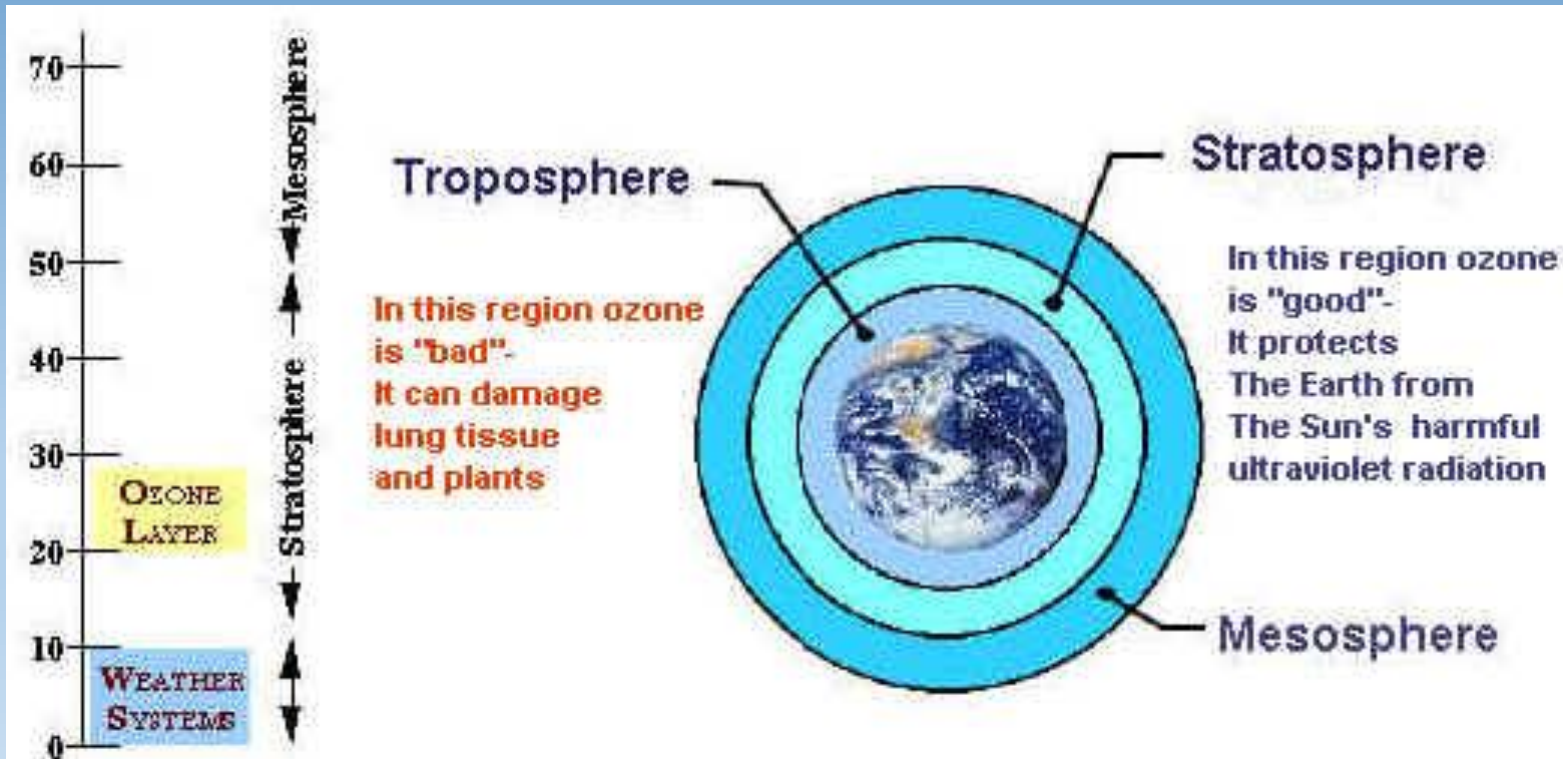 70
60
50
40
30
20
10
0
OZONE
LAYER
WEATHER
SYSTEMS
Mesosphere
Stratosphere
Troposphere
In this region ozone
is "bad"-
It can damage
lung tissue
and plants
Stratosphere
In this region ozone
is "good"-
It protects
The Earth from
The Sun's harmful
ultraviolet radiation
Mesosphere